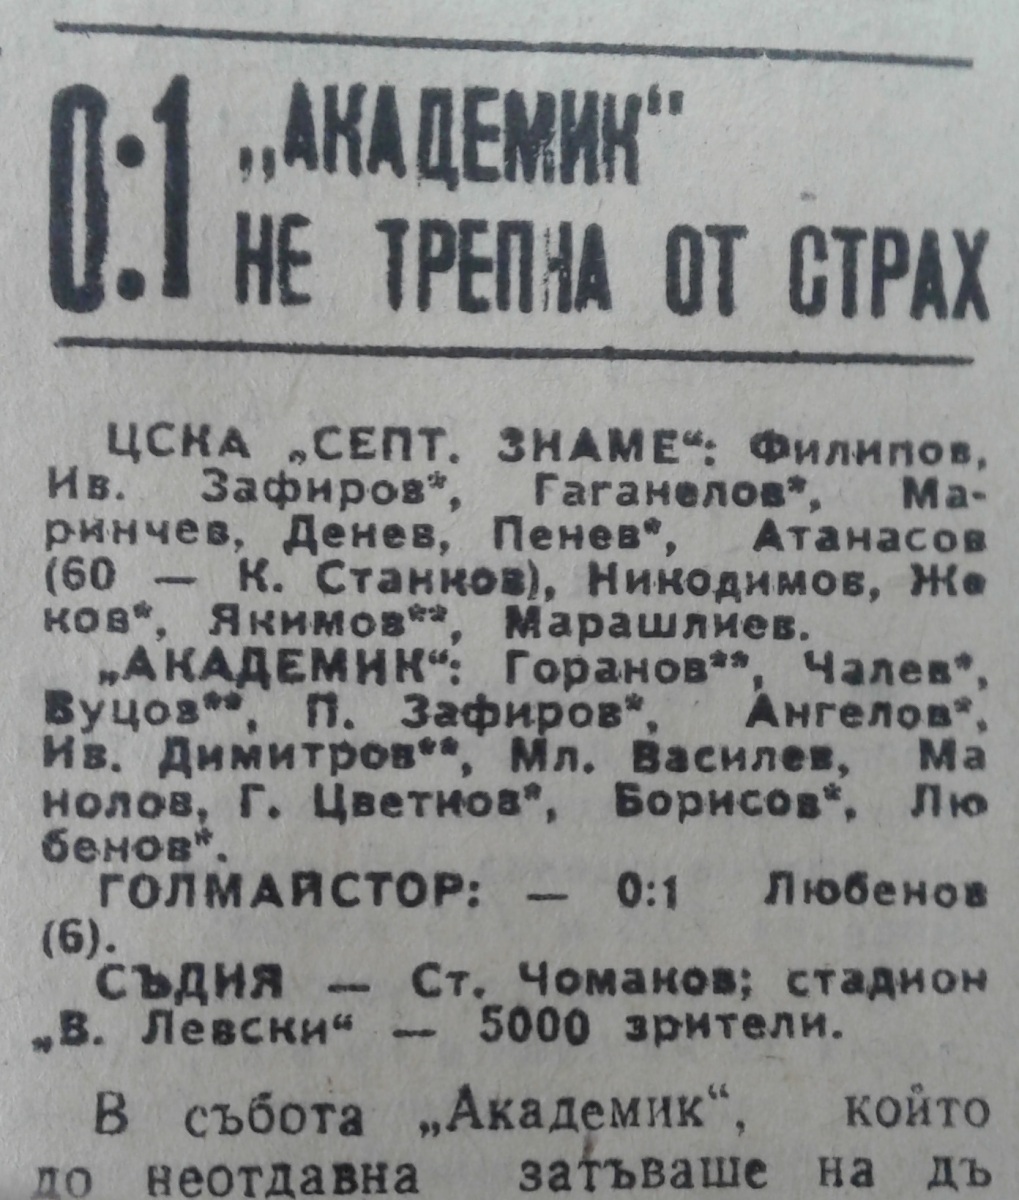 0:1 „АКАДЕМИК“
НЕ ТРЕПНА ОТ СТРАХ
ЦСКА „СЕПТ. ЗНАМЕ“: Филипов,
Ив. Зафиров*, Гаганелов*, Ма-
ринчев, Денев, Пенев*, Атанасов
(60 — К. Станков), Никодимов, Же
ков*, Якимов**, Марашлиев.
„АКАДЕМИК“: Горанов**, Чалев*,
Вуцов**, П. Зафиров*, Ангелов*,
Ив. Димитров**, Мл. Василев, Ма
нолов, Г. Цветков*, Борисов*, Лю
бенов*.
ГОЛМАЙСТОР: — 0:1 Любенов
(6).
СЪДИЯ — Ст. Чоманов; стадион
„В. Левски“ — 5000 зрители.
В събота „Академик“, който
до неотдавна затъваше на дъ